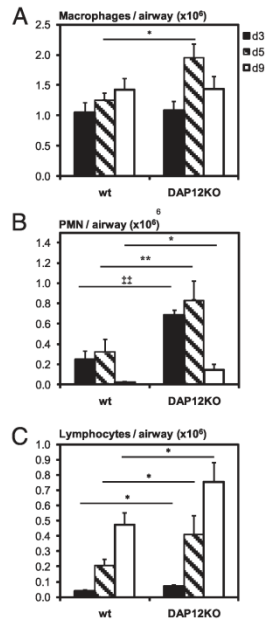 A
Macrophages / airway (x10⁶)
d3
d5
d9
2.5
*
2.0
1.5
1.0
0.5
0.0
wt DAP12KO
B
PMN / airway (x10⁶) 6
1.4
*
1.2
**
1.0
‡‡
0.8
0.6
0.4
0.2
0.0
wt DAP12KO
C
Lymphocytes / airway (x10⁶)
1.0
*
0.9
0.8
*
0.7
0.6
*
0.5
0.4
0.3
0.2
0.1
0.0
wt DAP12KO